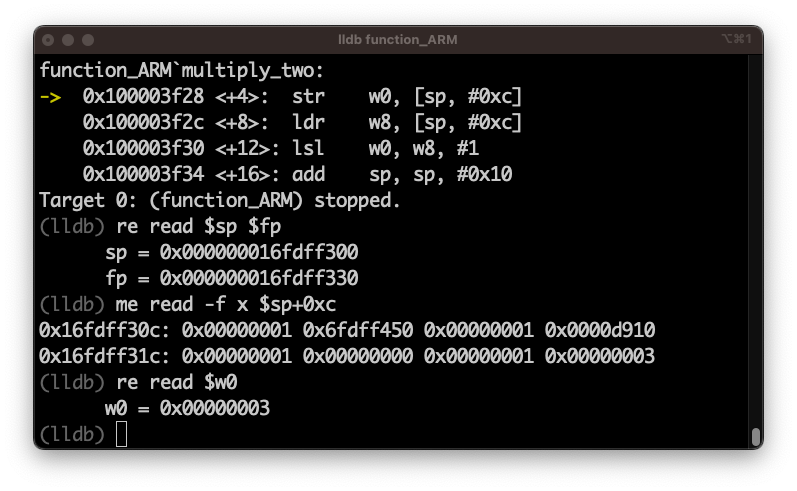 lldb function_ARM
⌥⌘1
function_ARM`multiply_two:
->  0x100003f28 <+4>:  str    w0, [sp, #0xc]
    0x100003f2c <+8>:  ldr    w8, [sp, #0xc]
    0x100003f30 <+12>: lsl    w0, w8, #1
    0x100003f34 <+16>: add    sp, sp, #0x10
Target 0: (function_ARM) stopped.
(lldb) re read $sp $fp
      sp = 0x000000016fdff300
      fp = 0x000000016fdff330
(lldb) me read -f x $sp+0xc
0x16fdff30c: 0x00000001 0x6fdff450 0x00000001 0x0000d910
0x16fdff31c: 0x00000001 0x00000000 0x00000001 0x00000003
(lldb) re read $w0
      w0 = 0x00000003
(lldb)